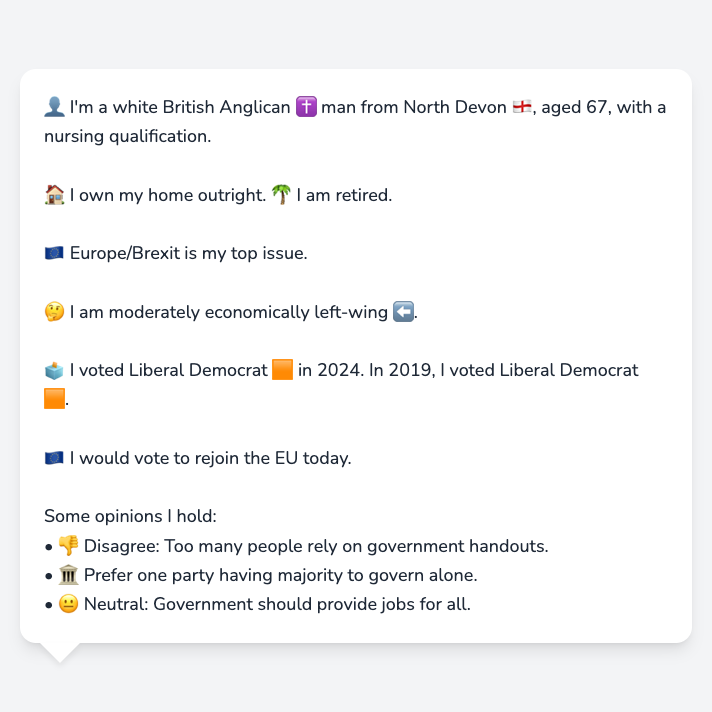 👤 I'm a white British Anglican ✝️ man from North Devon 🏴󠁧󠁢󠁥󠁮󠁧󠁿, aged 67, with a
nursing qualification.
🏠 I own my home outright. 🌴 I am retired.
🇪🇺 Europe/Brexit is my top issue.
🤔 I am moderately economically left-wing ⬅️.
🗳️ I voted Liberal Democrat 🟧 in 2024. In 2019, I voted Liberal Democrat
🟧.
🇪🇺 I would vote to rejoin the EU today.
Some opinions I hold:
• 👎 Disagree: Too many people rely on government handouts.
• 🏛️ Prefer one party having majority to govern alone.
• 😐 Neutral: Government should provide jobs for all.